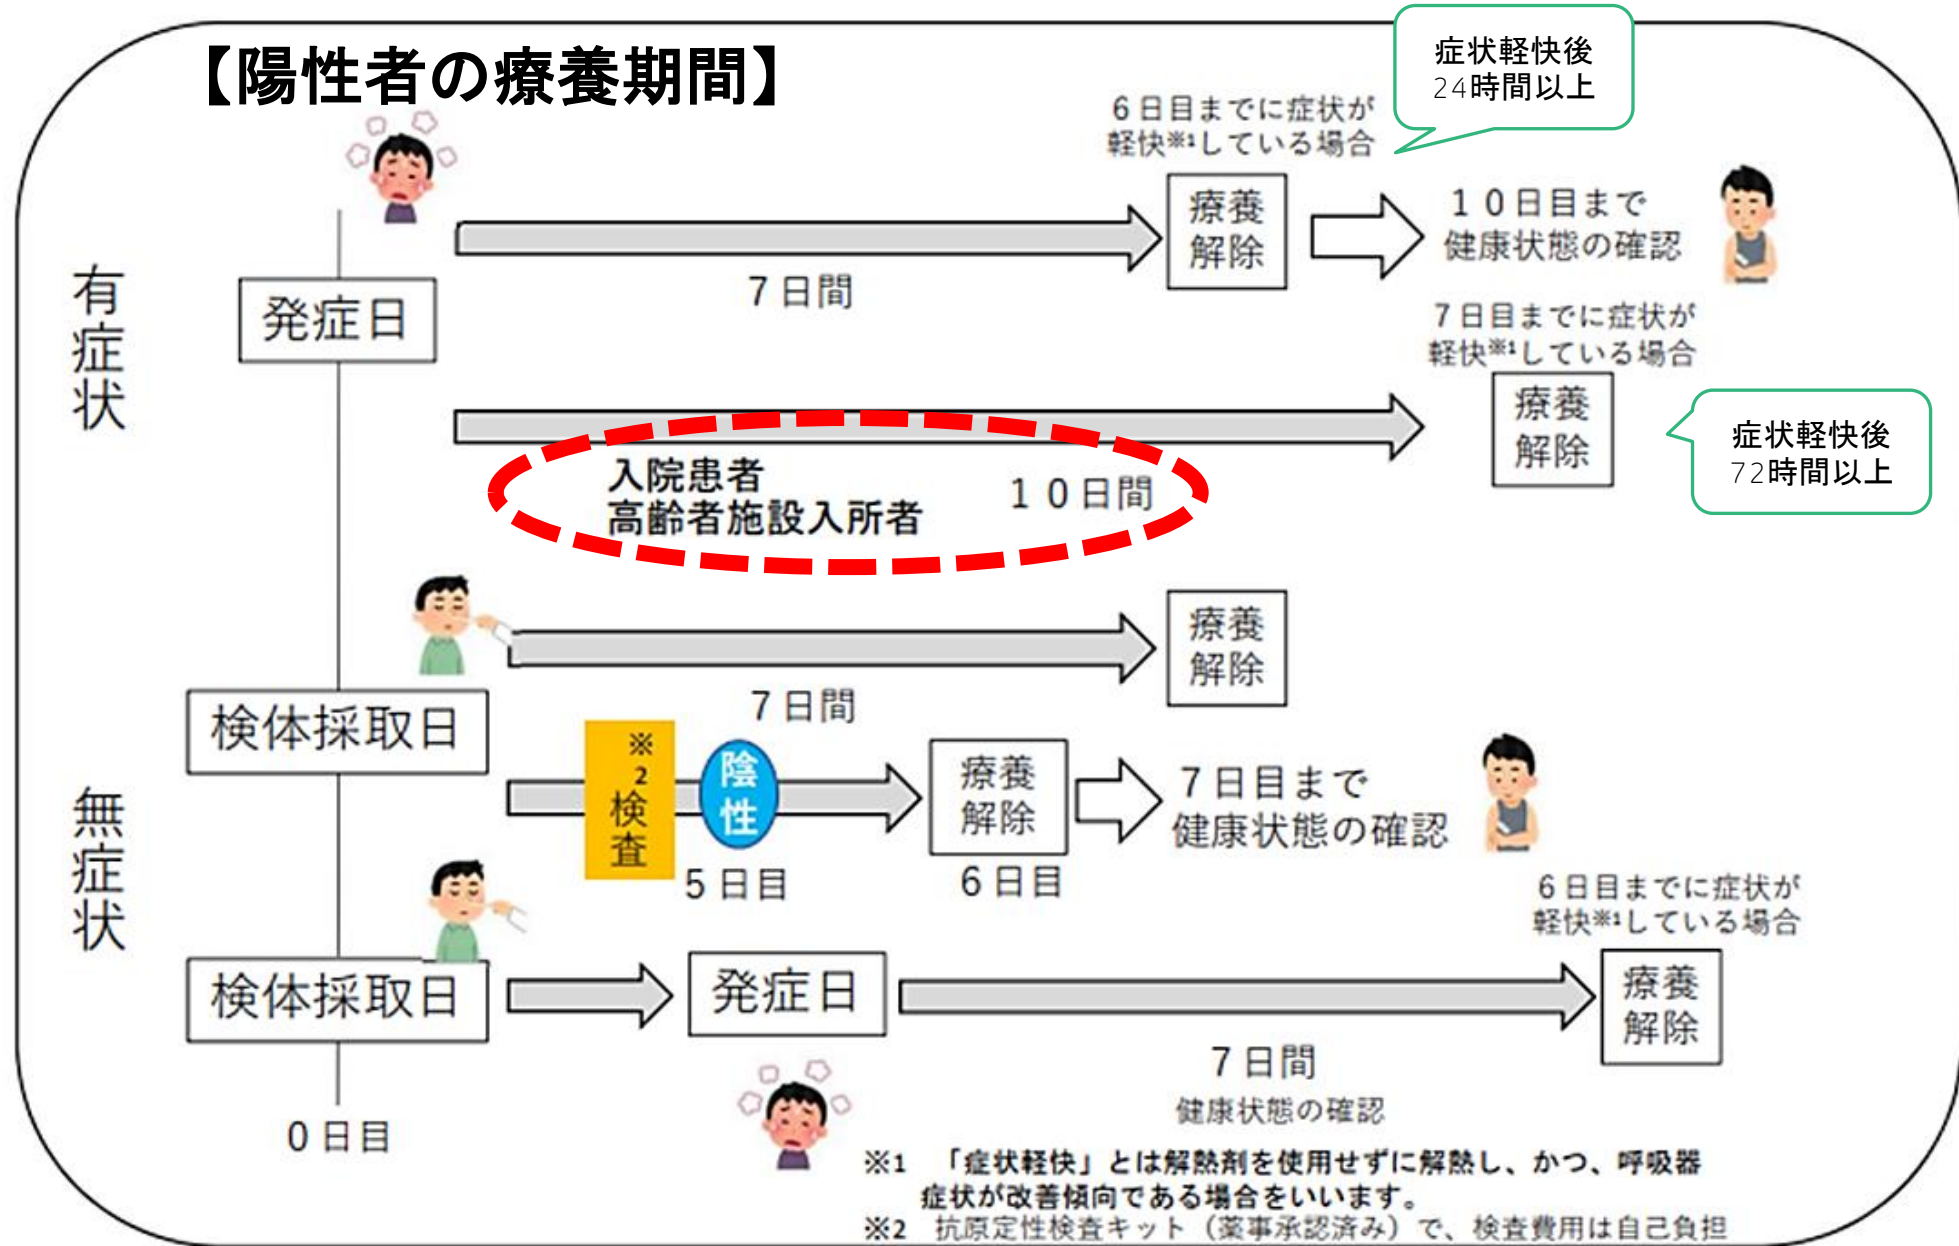 【陽性者の療養期間】
症状軽快後
24時間以上
6日目までに症状が
軽快※1している場合
有症状
発症日
7日間
療養
解除
10日目まで
健康状態の確認
7日目までに症状が
軽快※1している場合
入院患者
高齢者施設入所者
10日間
療養
解除
症状軽快後
72時間以上
無症状
検体採取日
7日間
療養
解除
※2検査
陰性
5日目
療養
解除
6日目
7日目まで
健康状態の確認
検体採取日
発症日
7日間
健康状態の確認
6日目までに症状が
軽快※1している場合
療養
解除
0日目
※1 「症状軽快」とは解熱剤を使用せずに解熱し、かつ、呼吸器
症状が改善傾向である場合をいいます。
※2 抗原定性検査キット（薬事承認済み）で、検査費用は自己負担